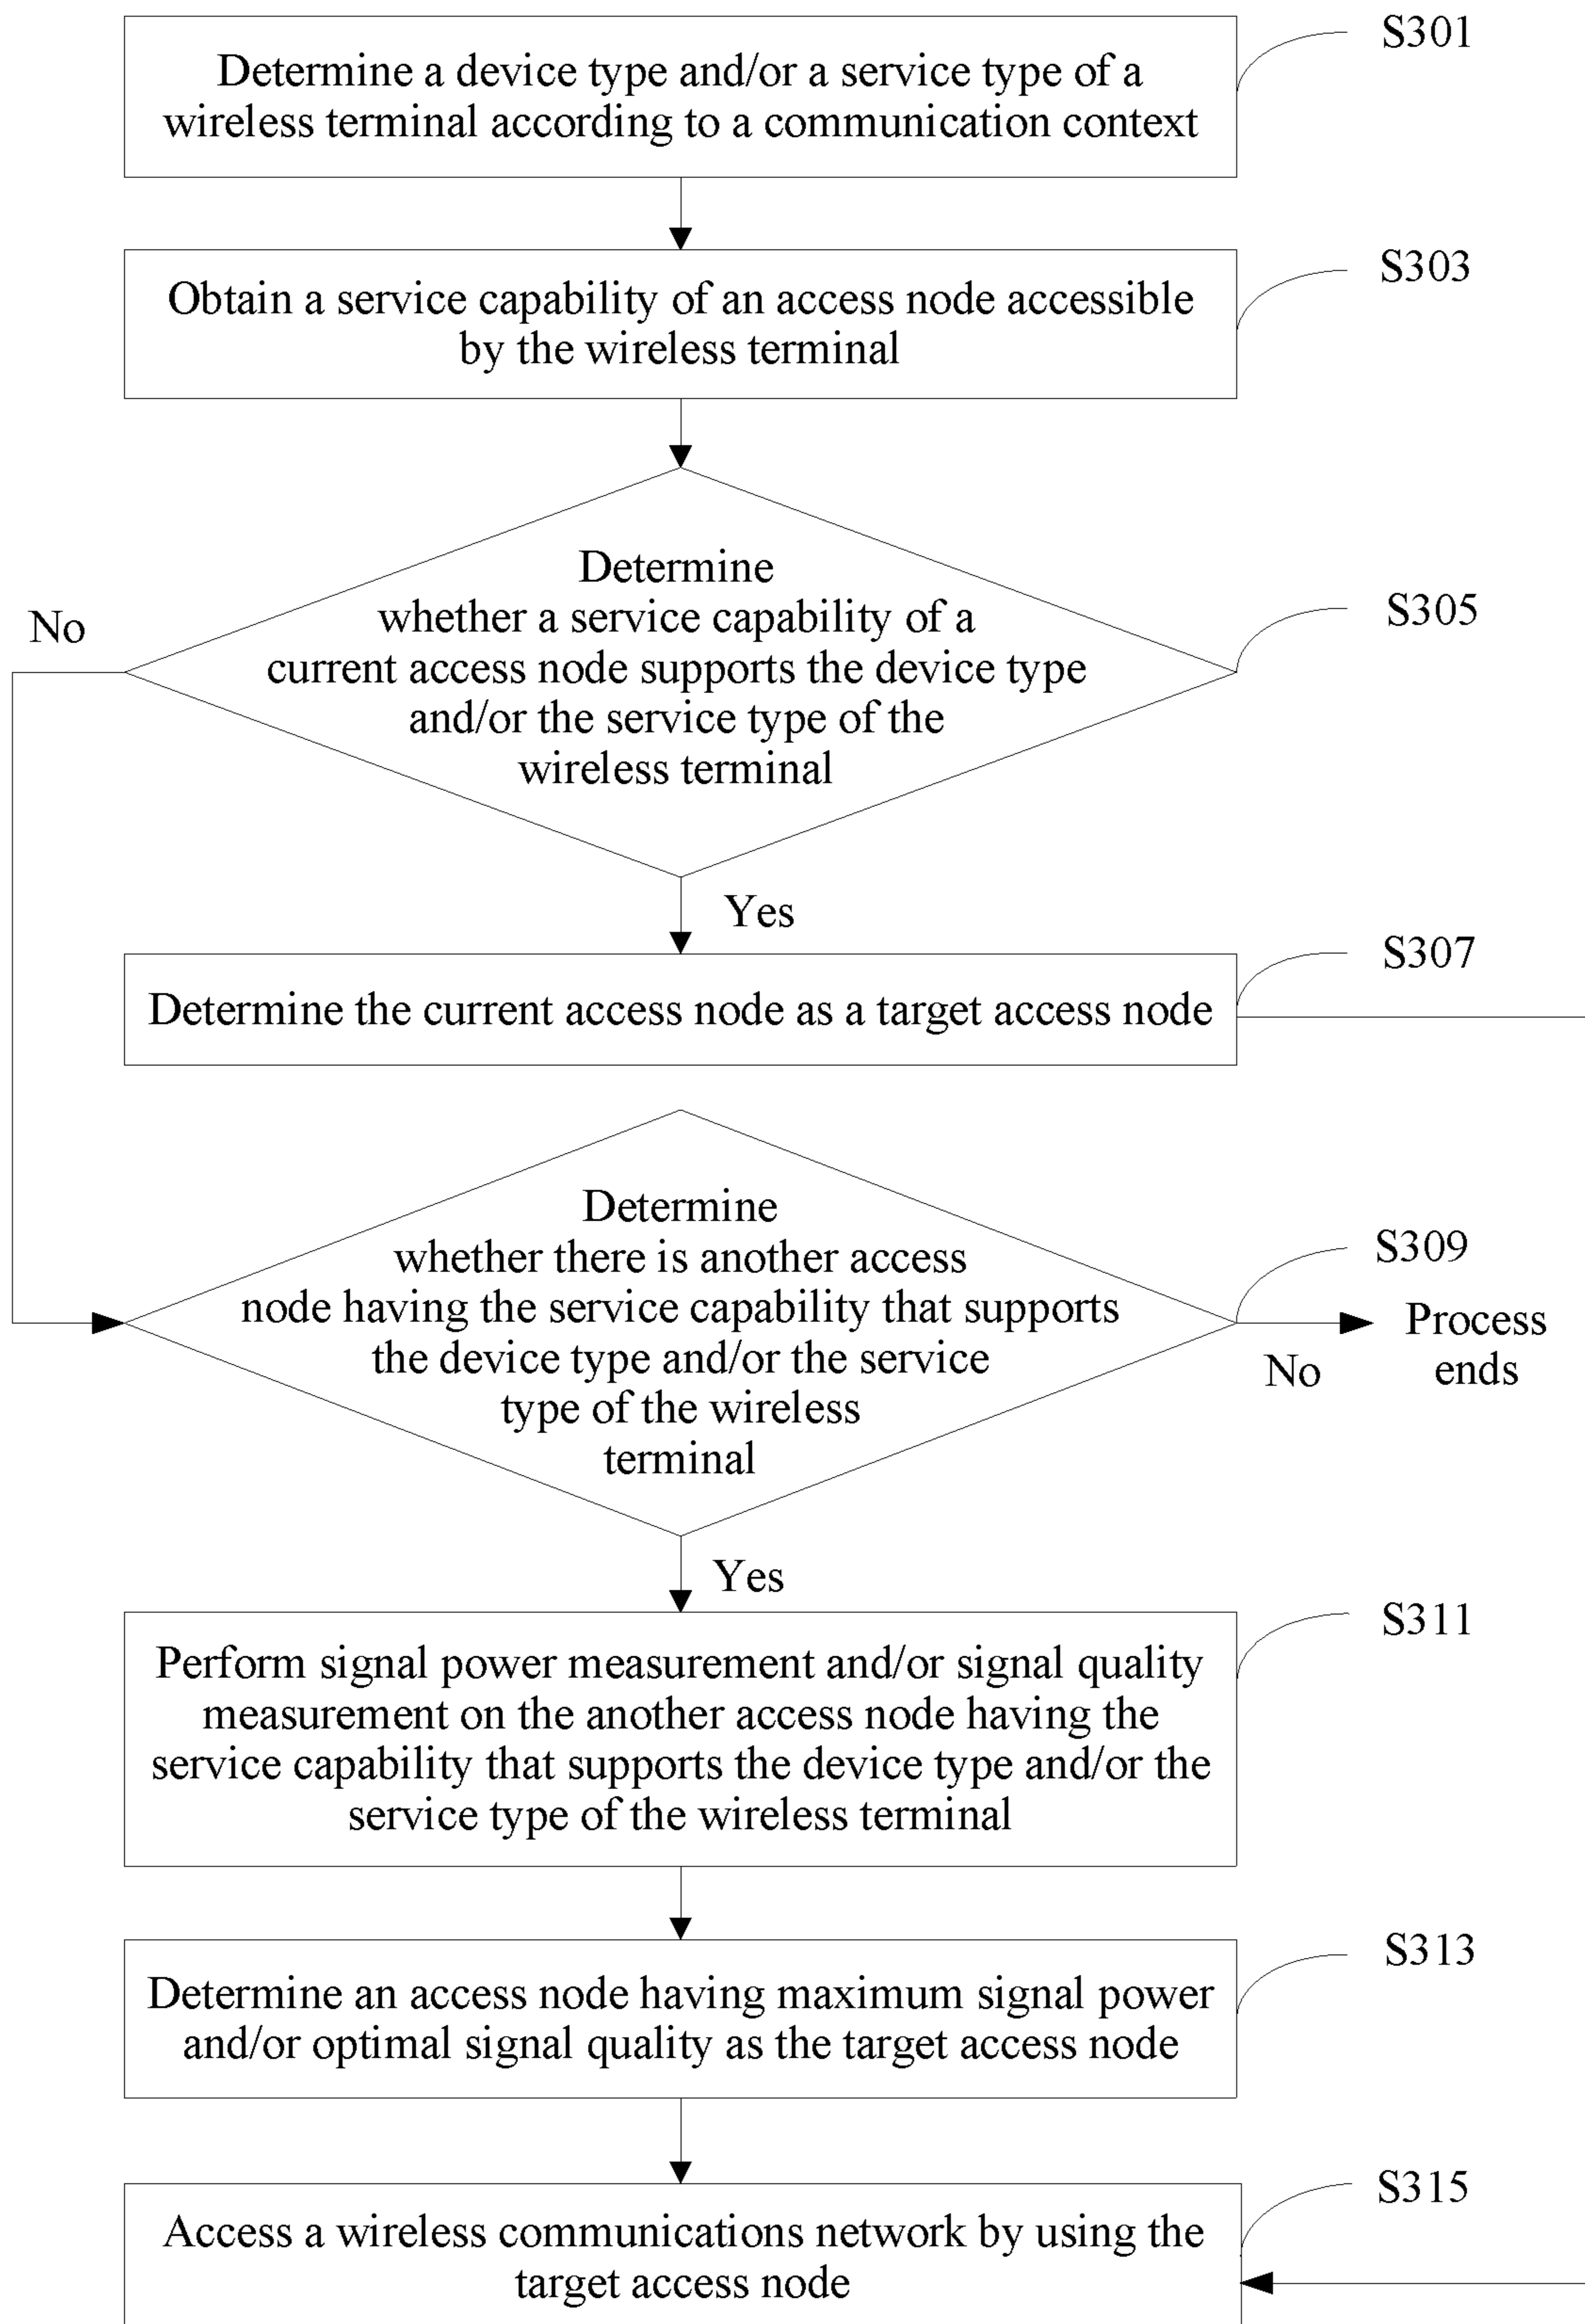 S301
Determine a device type and/or a service type of a
wireless terminal according to a communication context
S303
Obtain a service capability of an access node accessible
by the wireless terminal
Determine
whether a service capability of a
current access node supports the device type
and/or the service type of the
wireless terminal
No
S305
Yes
S307
Determine the current access node as a target access node
Determine
whether there is another access
node having the service capability that supports
the device type and/or the service
type of the wireless
terminal
S309
Process
ends
No
Yes
S311
Perform signal power measurement and/or signal quality
measurement on the another access node having the
service capability that supports the device type and/or the
service type of the wireless terminal
S313
Determine an access node having maximum signal power
and/or optimal signal quality as the target access node
S315
Access a wireless communications network by using the
target access node